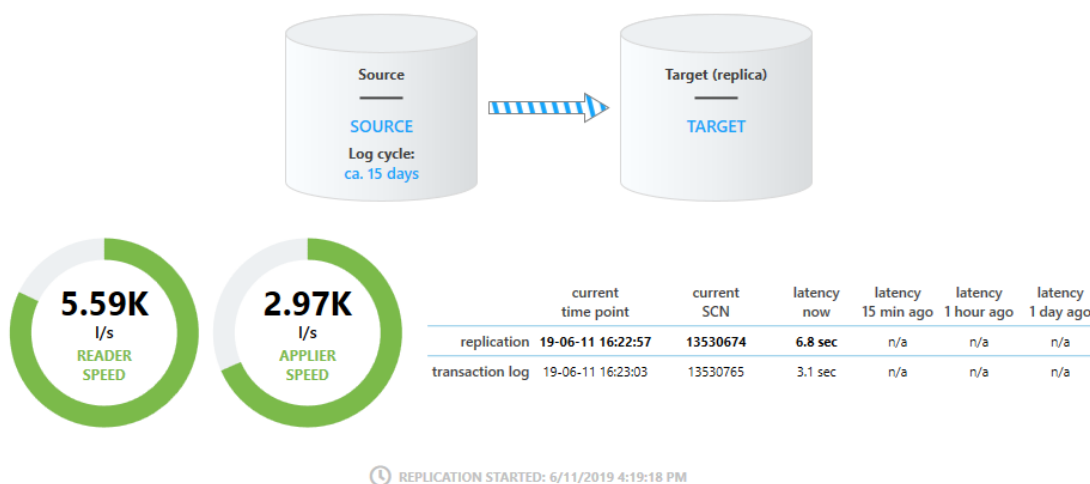 Source
SOURCE
Log cycle:
ca. 15 days
Target (replica)
TARGET
5.59K
l/s
READER
SPEED
2.97K
l/s
APPLIER
SPEED
current time point current SCN latency now latency 15 min ago latency 1 hour ago latency 1 day ago
replication 19-06-11 16:22:57 13530674 6.8 sec n/a n/a n/a
transaction log 19-06-11 16:23:03 13530765 3.1 sec n/a n/a n/a
REPLICATION STARTED: 6/11/2019 4:19:18 PM